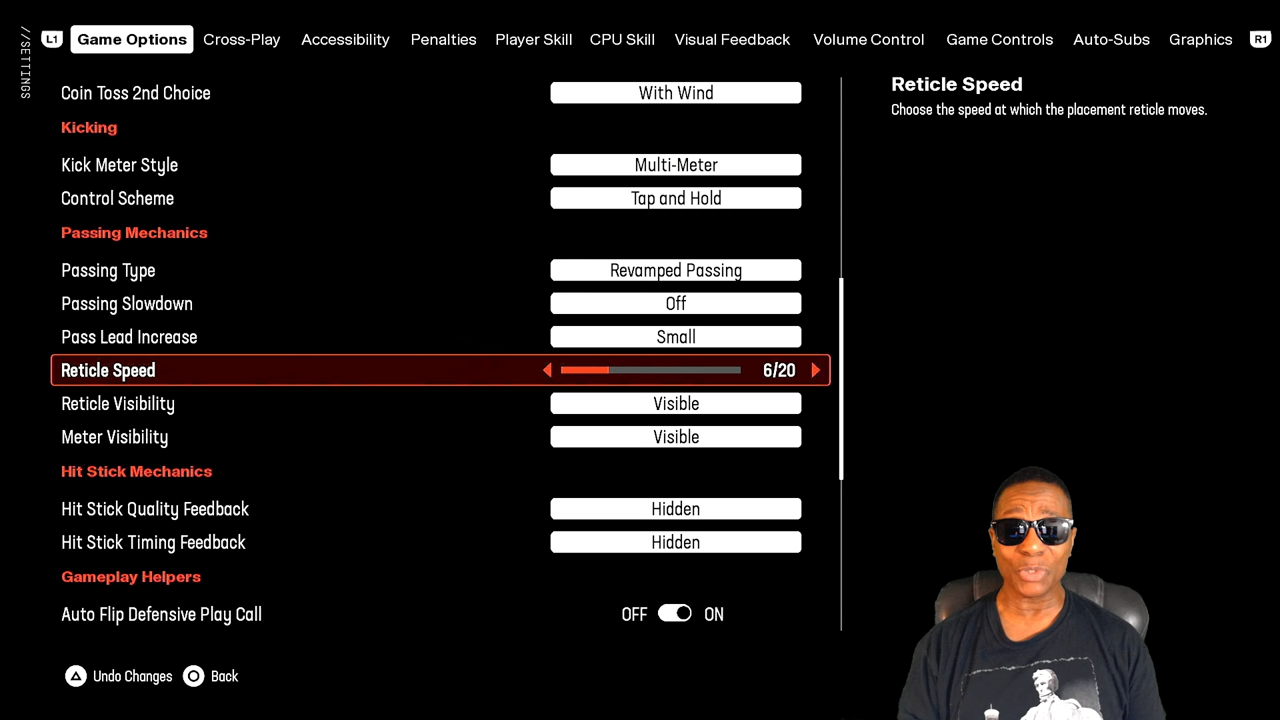 //SETTINGS
L1 Game Options Cross-Play Accessibility Penalties Player Skill CPU Skill Visual Feedback Volume Control Game Controls Auto-Subs Graphics R1
Coin Toss 2nd Choice With Wind
Kicking
Kick Meter Style Multi-Meter
Control Scheme Tap and Hold
Passing Mechanics
Passing Type Revamped Passing
Passing Slowdown Off
Pass Lead Increase Small
Reticle Speed 6/20
Reticle Visibility Visible
Meter Visibility Visible
Hit Stick Mechanics
Hit Stick Quality Feedback Hidden
Hit Stick Timing Feedback Hidden
Gameplay Helpers
Auto Flip Defensive Play Call OFF ON
Undo Changes Back
Reticle Speed
Choose the speed at which the placement reticle moves.